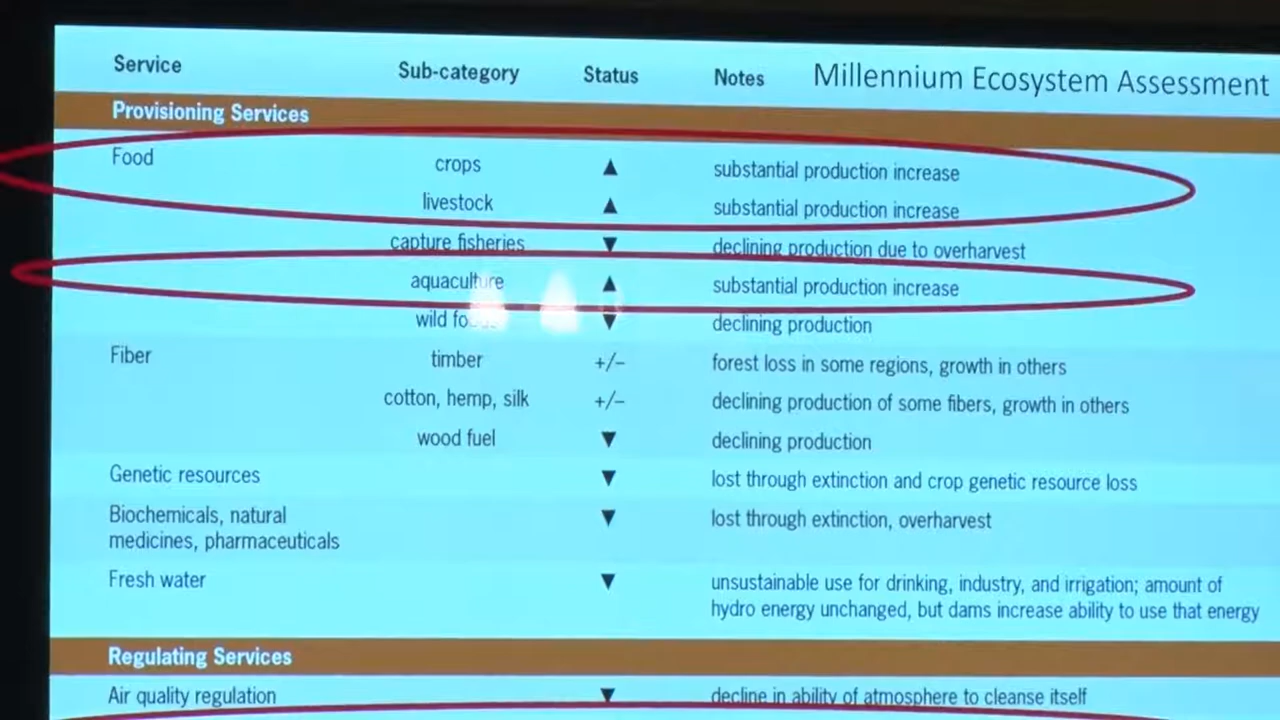 Service Sub-category Status Notes Millennium Ecosystem Assessment
Provisioning Services
Food crops ▲ substantial production increase
livestock ▲ substantial production increase
capture fisheries ▼ declining production due to overharvest
aquaculture ▲ substantial production increase
wild ▼ declining production
Fiber timber +/– forest loss in some regions, growth in others
cotton, hemp, silk +/– declining production of some fibers, growth in others
wood fuel ▼ declining production
Genetic resources ▼ lost through extinction and crop genetic resource loss
Biochemicals, natural ▼ lost through extinction, overharvest
medicines, pharmaceuticals
Fresh water ▼ unsustainable use for drinking, industry, and irrigation; amount of
hydro energy unchanged, but dams increase ability to use that energy
Regulating Services
Air quality regulation ▼ decline in ability of atmosphere to cleanse itself